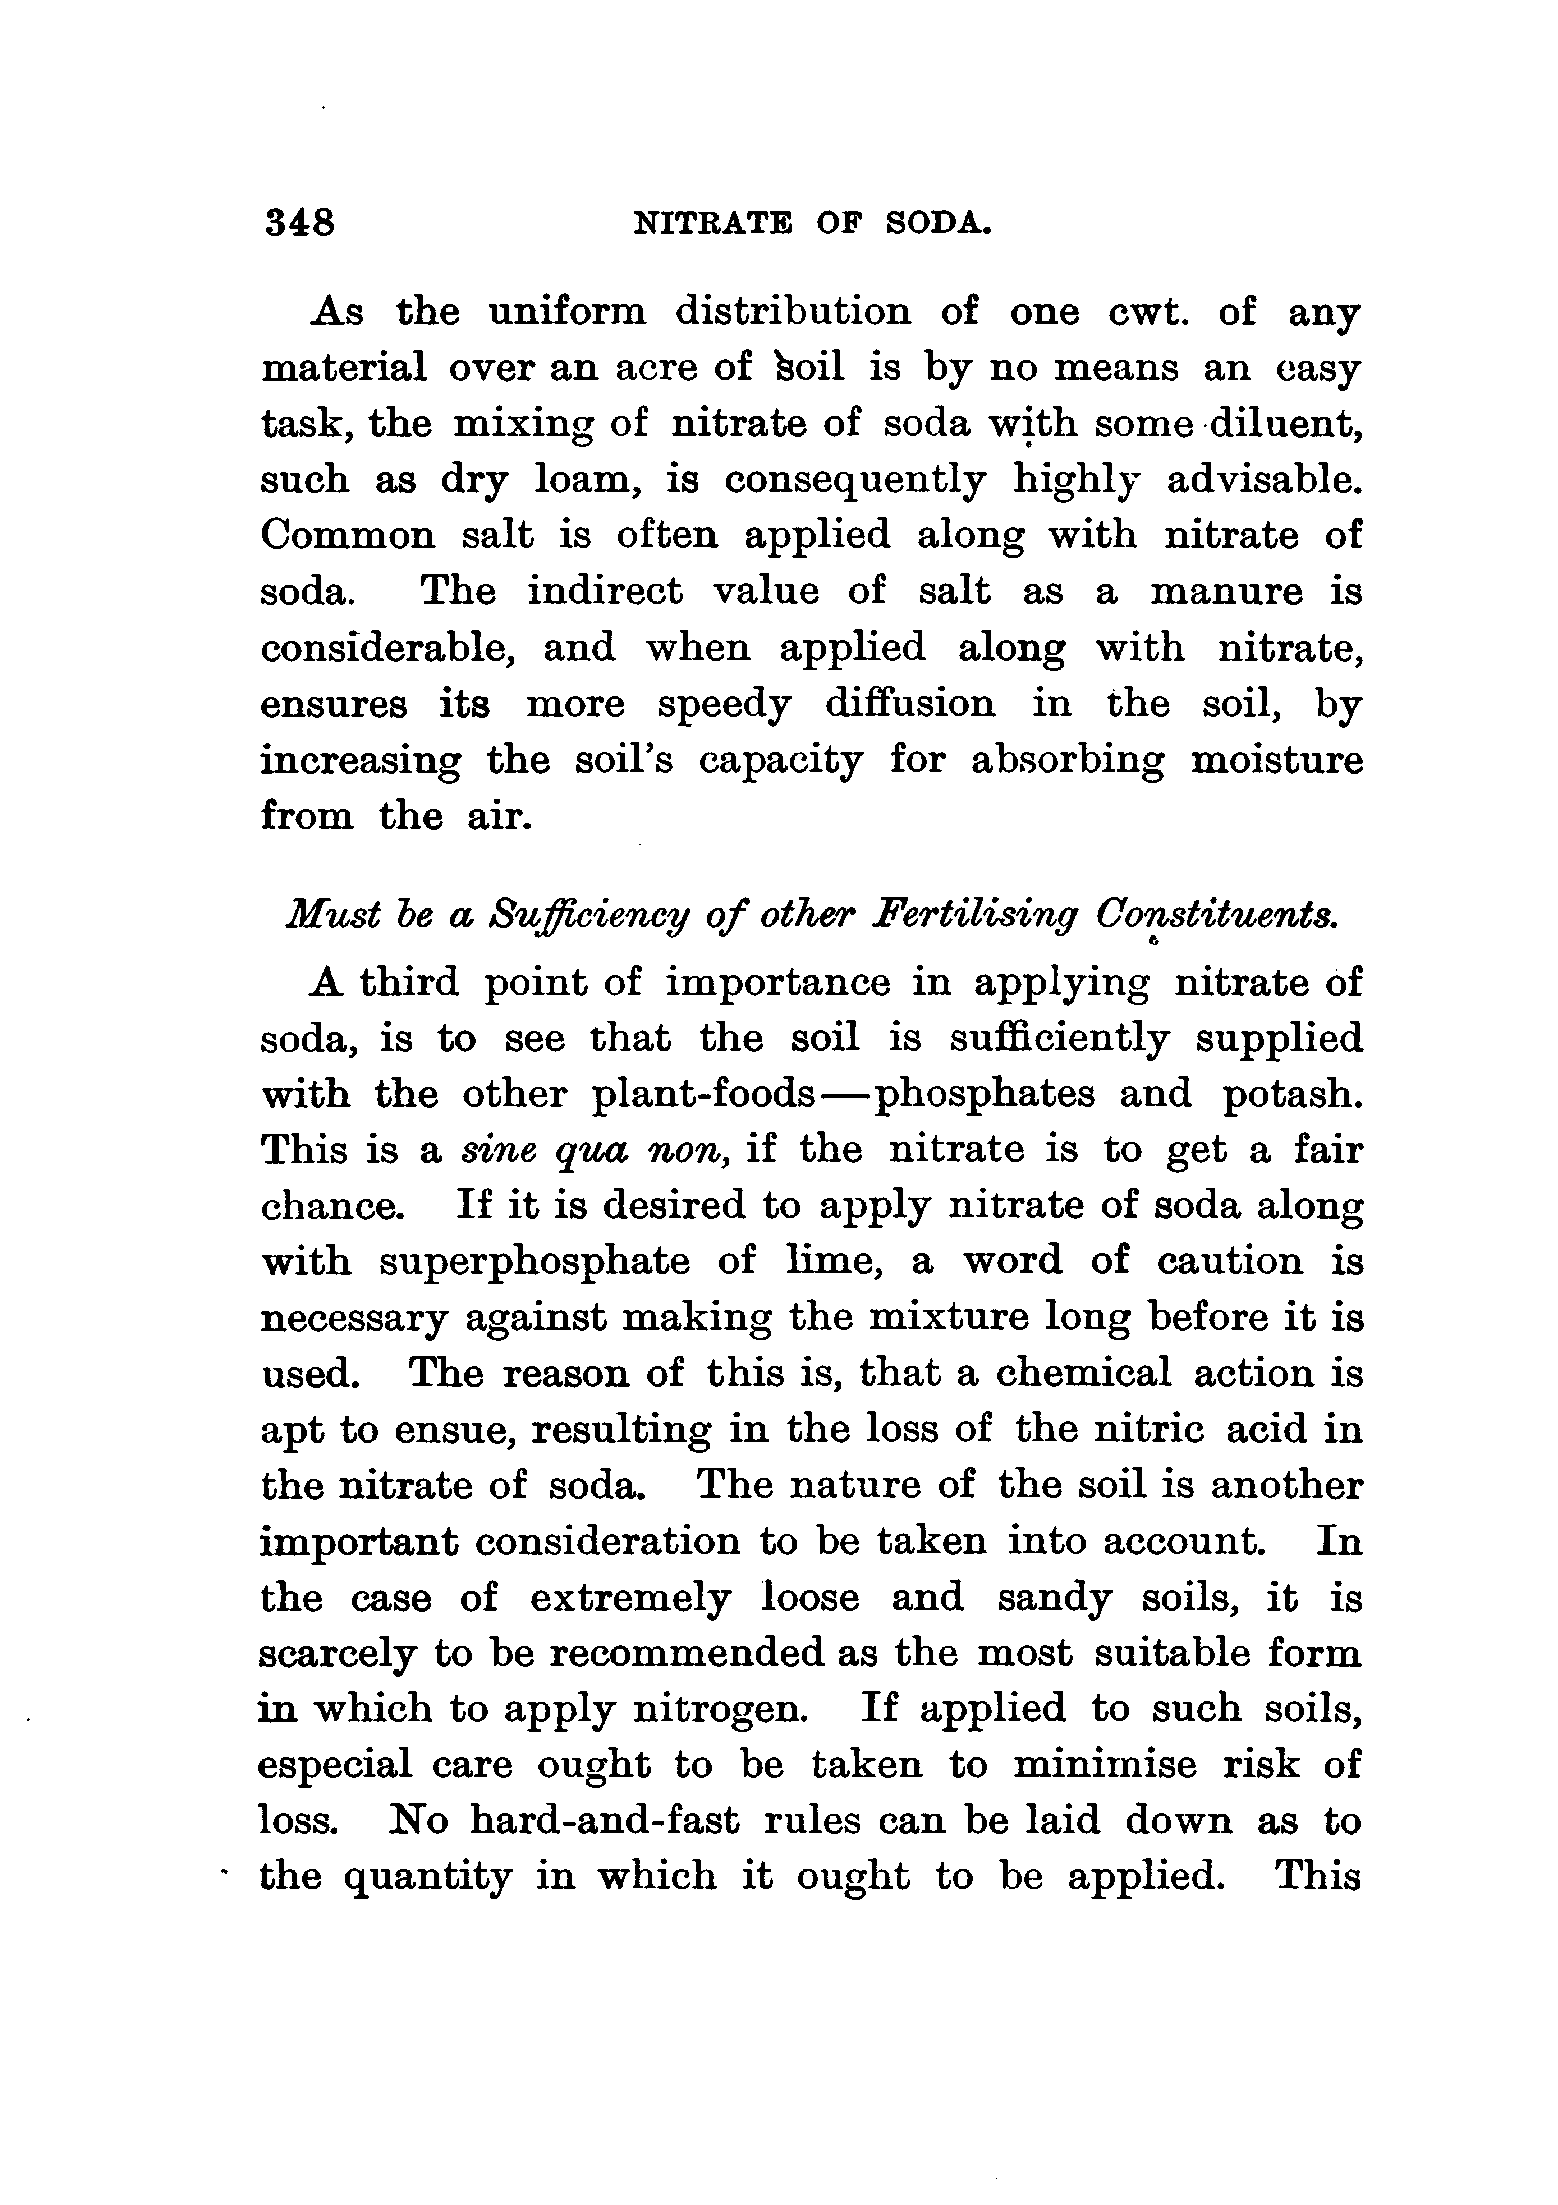 348 NITRATE OF SODA.
As the uniform distribution of one cwt. of any
material over an acre of soil is by no means an easy
task, the mixing of nitrate of soda with some diluent,
such as dry loam, is consequently highly advisable.
Common salt is often applied along with nitrate of
soda. The indirect value of salt as a manure is
considerable, and when applied along with nitrate,
ensures its more speedy diffusion in the soil, by
increasing the soil's capacity for absorbing moisture
from the air.
Must be a Sufficiency of other Fertilising Constituents.
A third point of importance in applying nitrate of
soda, is to see that the soil is sufficiently supplied
with the other plant-foods—phosphates and potash.
This is a sine qua non, if the nitrate is to get a fair
chance. If it is desired to apply nitrate of soda along
with superphosphate of lime, a word of caution is
necessary against making the mixture long before it is
used. The reason of this is, that a chemical action is
apt to ensue, resulting in the loss of the nitric acid in
the nitrate of soda. The nature of the soil is another
important consideration to be taken into account. In
the case of extremely loose and sandy soils, it is
scarcely to be recommended as the most suitable form
in which to apply nitrogen. If applied to such soils,
especial care ought to be taken to minimise risk of
loss. No hard-and-fast rules can be laid down as to
the quantity in which it ought to be applied. This